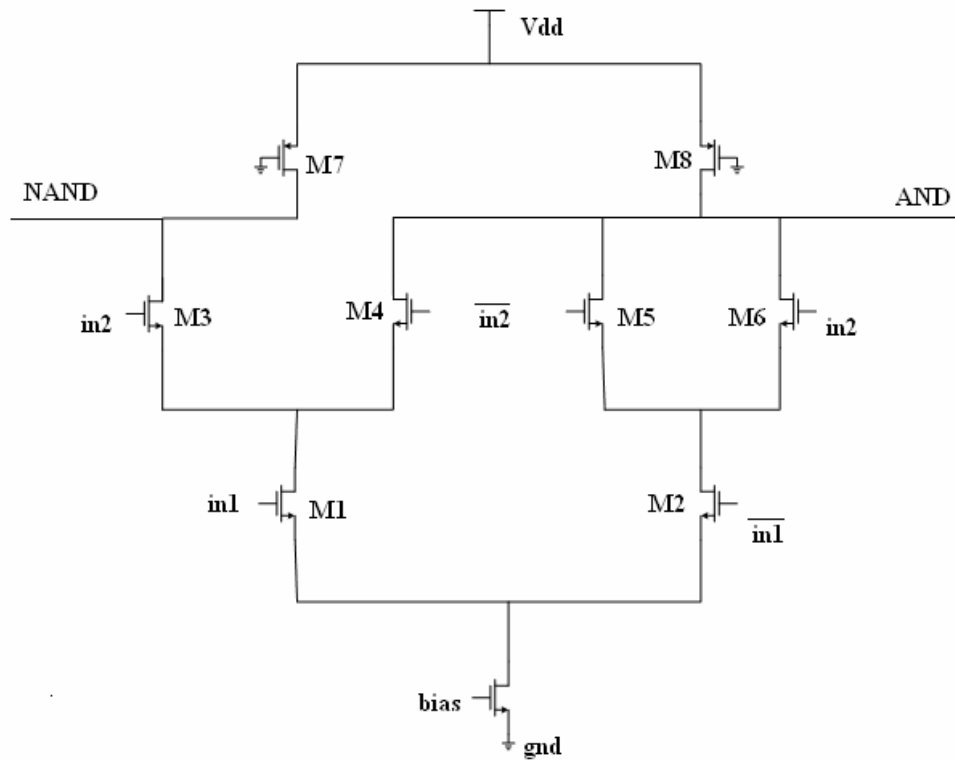 Vdd
M7
M8
NAND
AND
in2
M3
M4
in2
M5
M6
in2
in1
M1
M2
in1
bias
gnd